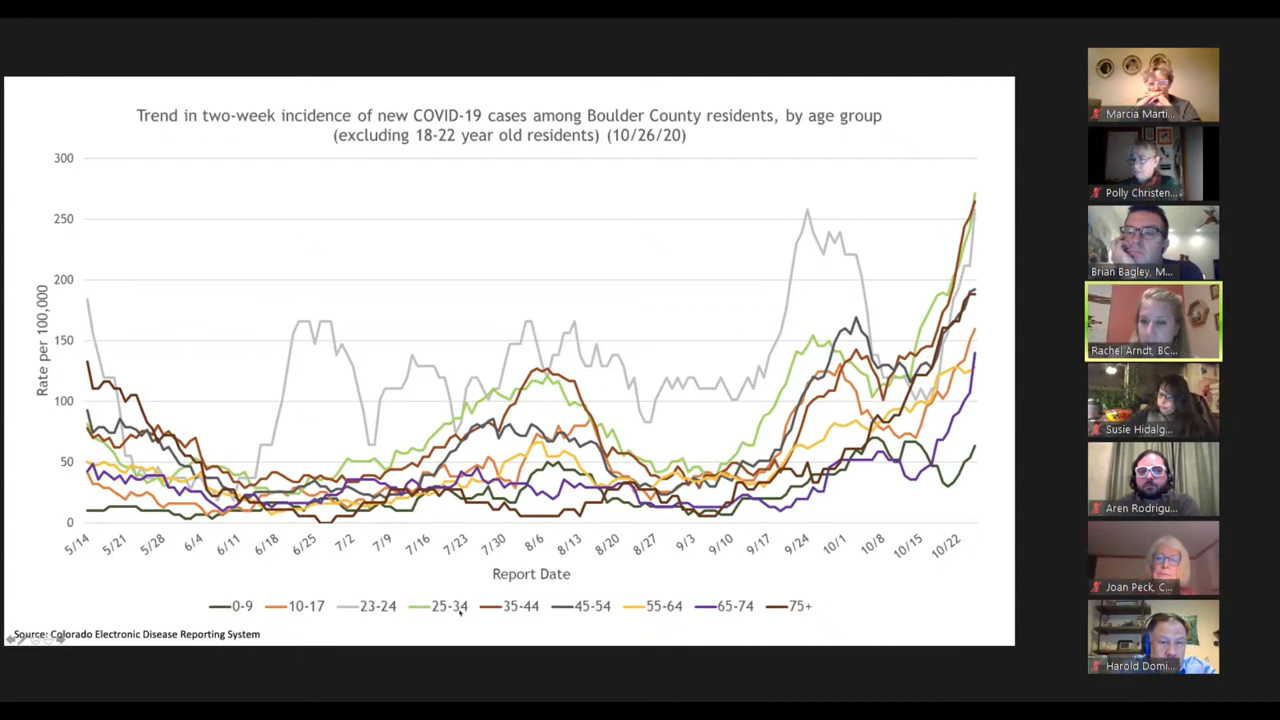 Trend in two-week incidence of new COVID-19 cases among Boulder County residents, by age group
(excluding 18-22 year old residents) (10/26/20)
300
250
200
150
100
50
0
Rate per 100,000
5/14 5/21 5/28 6/4 6/11 6/18 6/25 7/2 7/9 7/16 7/23 7/30 8/6 8/13 8/20 8/27 9/3 9/10 9/17 9/24 10/1 10/8 10/15 10/22
Report Date
0-9 10-17 23-24 25-34 35-44 45-54 55-64 65-74 75+
Source: Colorado Electronic Disease Reporting System
Marcia Marti...
Polly Christen...
Brian Bagley, M...
Rachel Arndt, BC...
Susie Hidalg...
Aren Rodrigu...
Joan Peck, C...
Harold Domi...